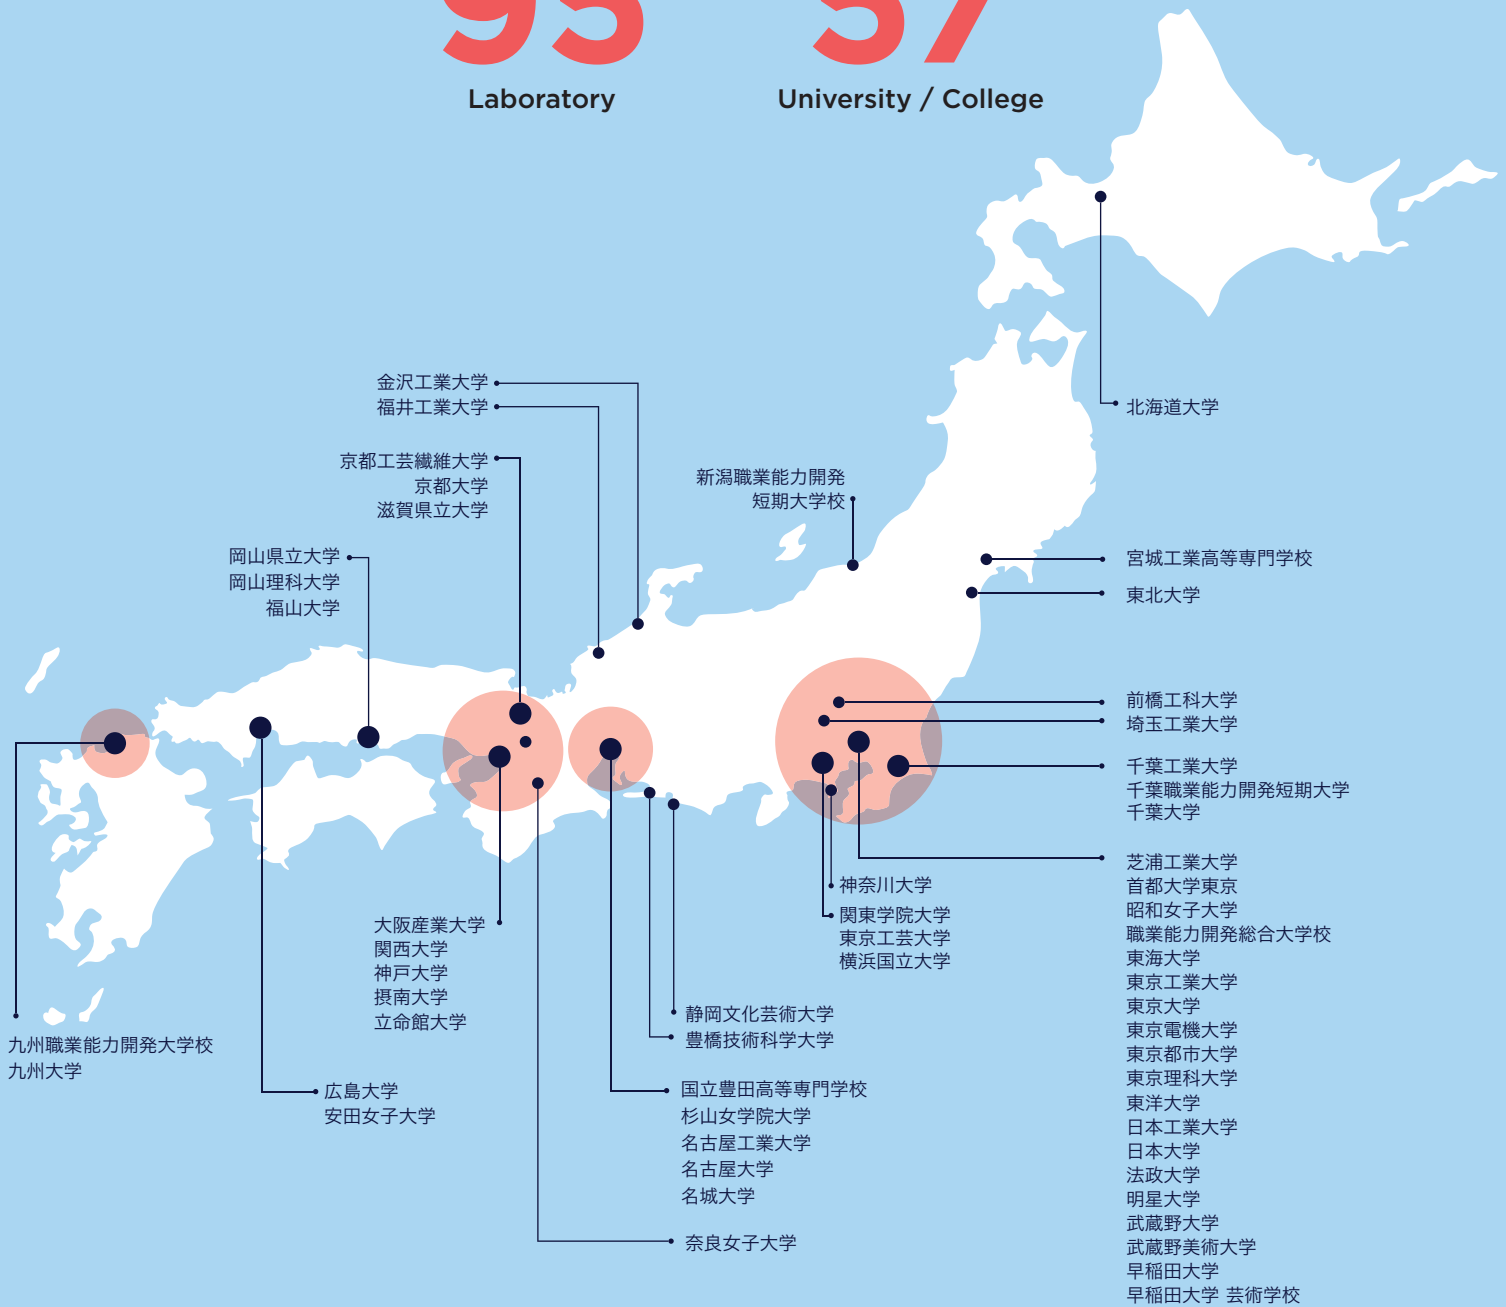 Laboratory
University / College
北海道大学
金沢工業大学
福井工業大学
京都工芸繊維大学
京都大学
滋賀県立大学
新潟職業能力開発
短期大学校
岡山県立大学
岡山理科大学
福山大学
宮城工業高等専門学校
東北大学
前橋工科大学
埼玉工業大学
千葉工業大学
千葉職業能力開発短期大学
千葉大学
芝浦工業大学
首都大学東京
昭和女子大学
職業能力開発総合大学校
東海大学
東京工業大学
東京大学
東京電機大学
東京都市大学
東京理科大学
東洋大学
日本工業大学
日本大学
法政大学
明星大学
武蔵野大学
武蔵野美術大学
早稲田大学
早稲田大学 芸術学校
神奈川大学
関東学院大学
東京工芸大学
横浜国立大学
大阪産業大学
関西大学
神戸大学
摂南大学
立命館大学
静岡文化芸術大学
豊橋技術科学大学
九州職業能力開発大学校
九州大学
広島大学
安田女子大学
国立豊田高等専門学校
杉山女学院大学
名古屋工業大学
名古屋大学
名城大学
奈良女子大学